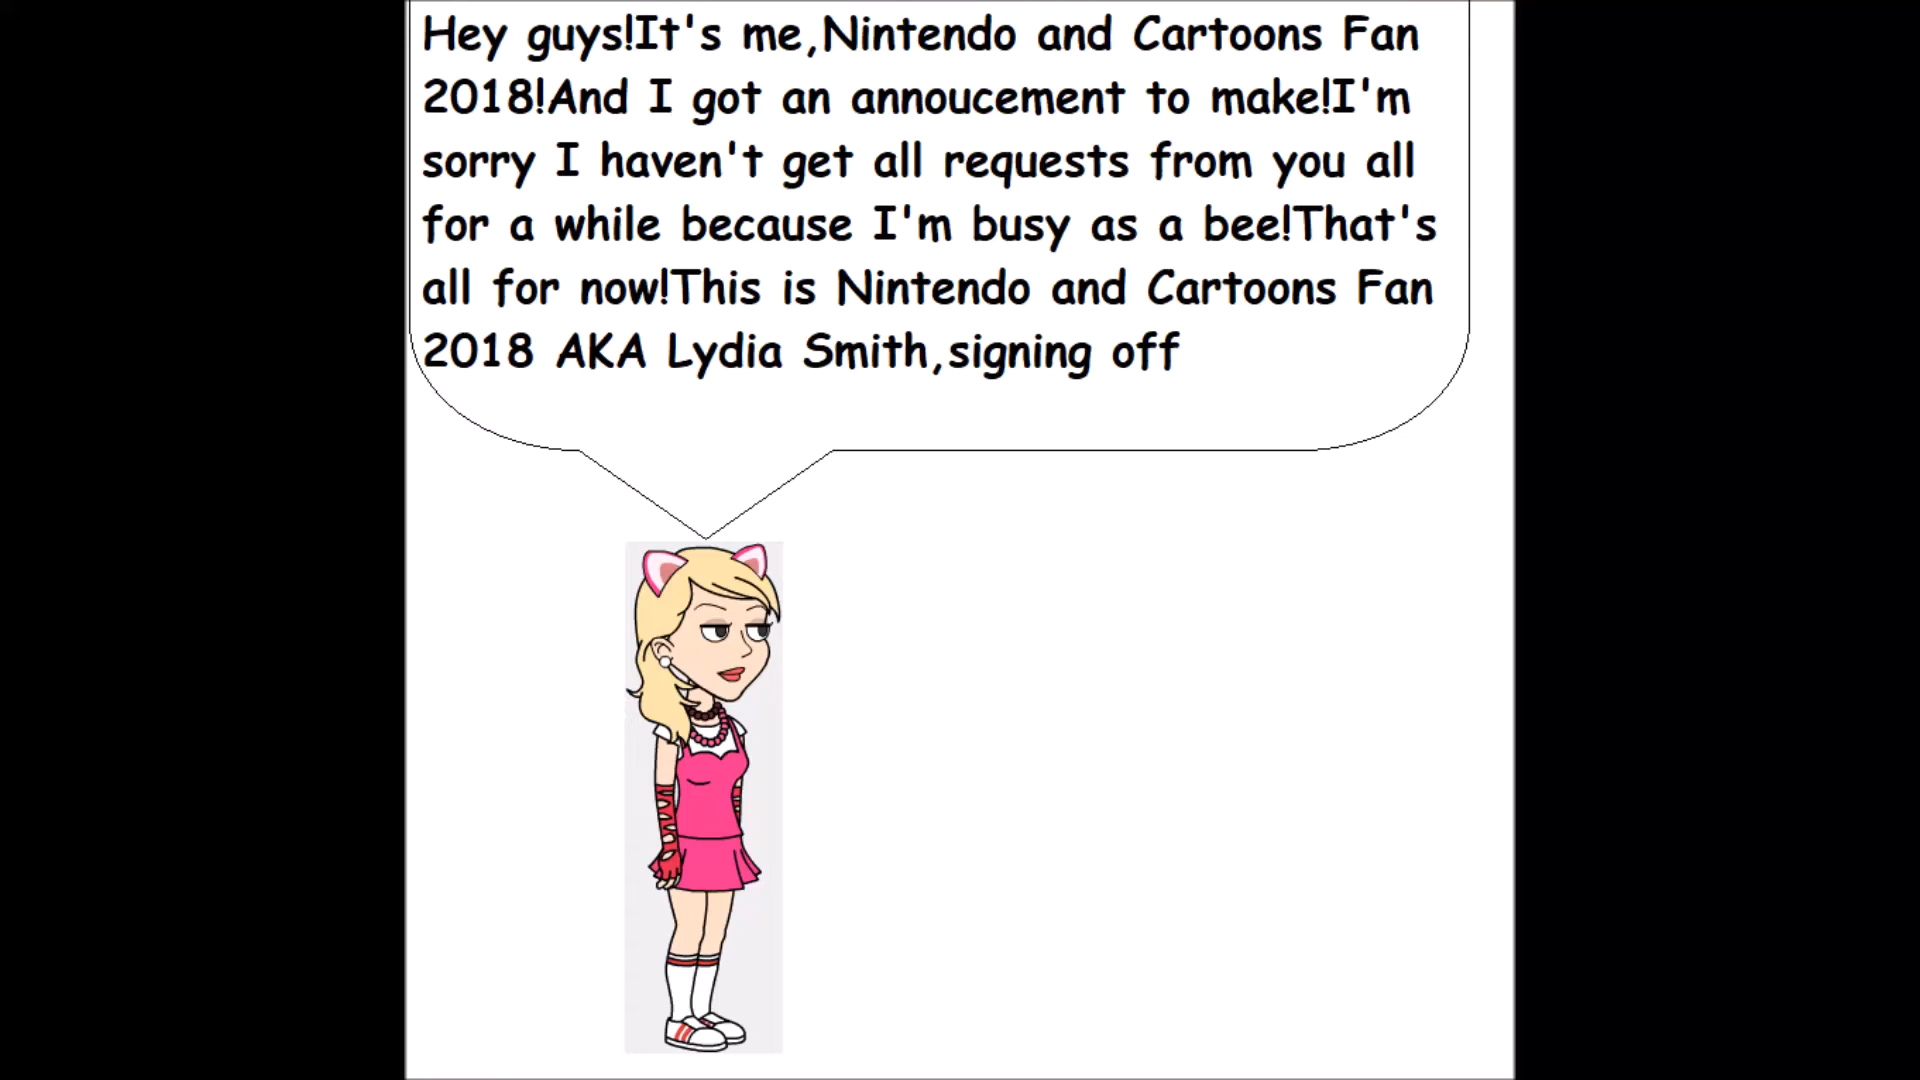 Hey guys!It's me,Nintendo and Cartoons Fan
2018!And I got an annoucement to make!I'm
sorry I haven't get all requests from you all
for a while because I'm busy as a bee!That's
all for now!This is Nintendo and Cartoons Fan
2018 AKA Lydia Smith,signing off